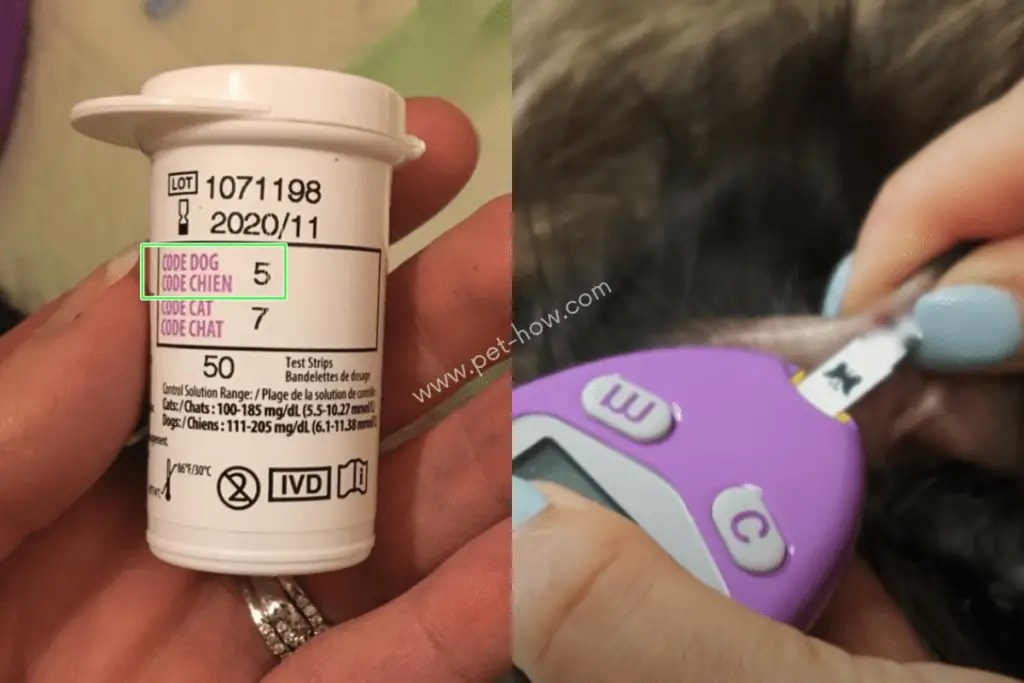 LOT 1071198
2020/11
CODE DOG
CODE CHIEN 5
CODE CAT
CODE CHAT 7
50 Test Strips
Bandelettes de dosage
Control Solution Range: / Plage de la solution de contrôle
Cats: / Chats : 100-185 mg/dL (5.5-10.27 mmol/L
Dogs: / Chiens : 111-205 mg/dL (6.1-11.38 mmol/L
86°F/30°C
2
IVD
i
www.pet-how.com
M
C